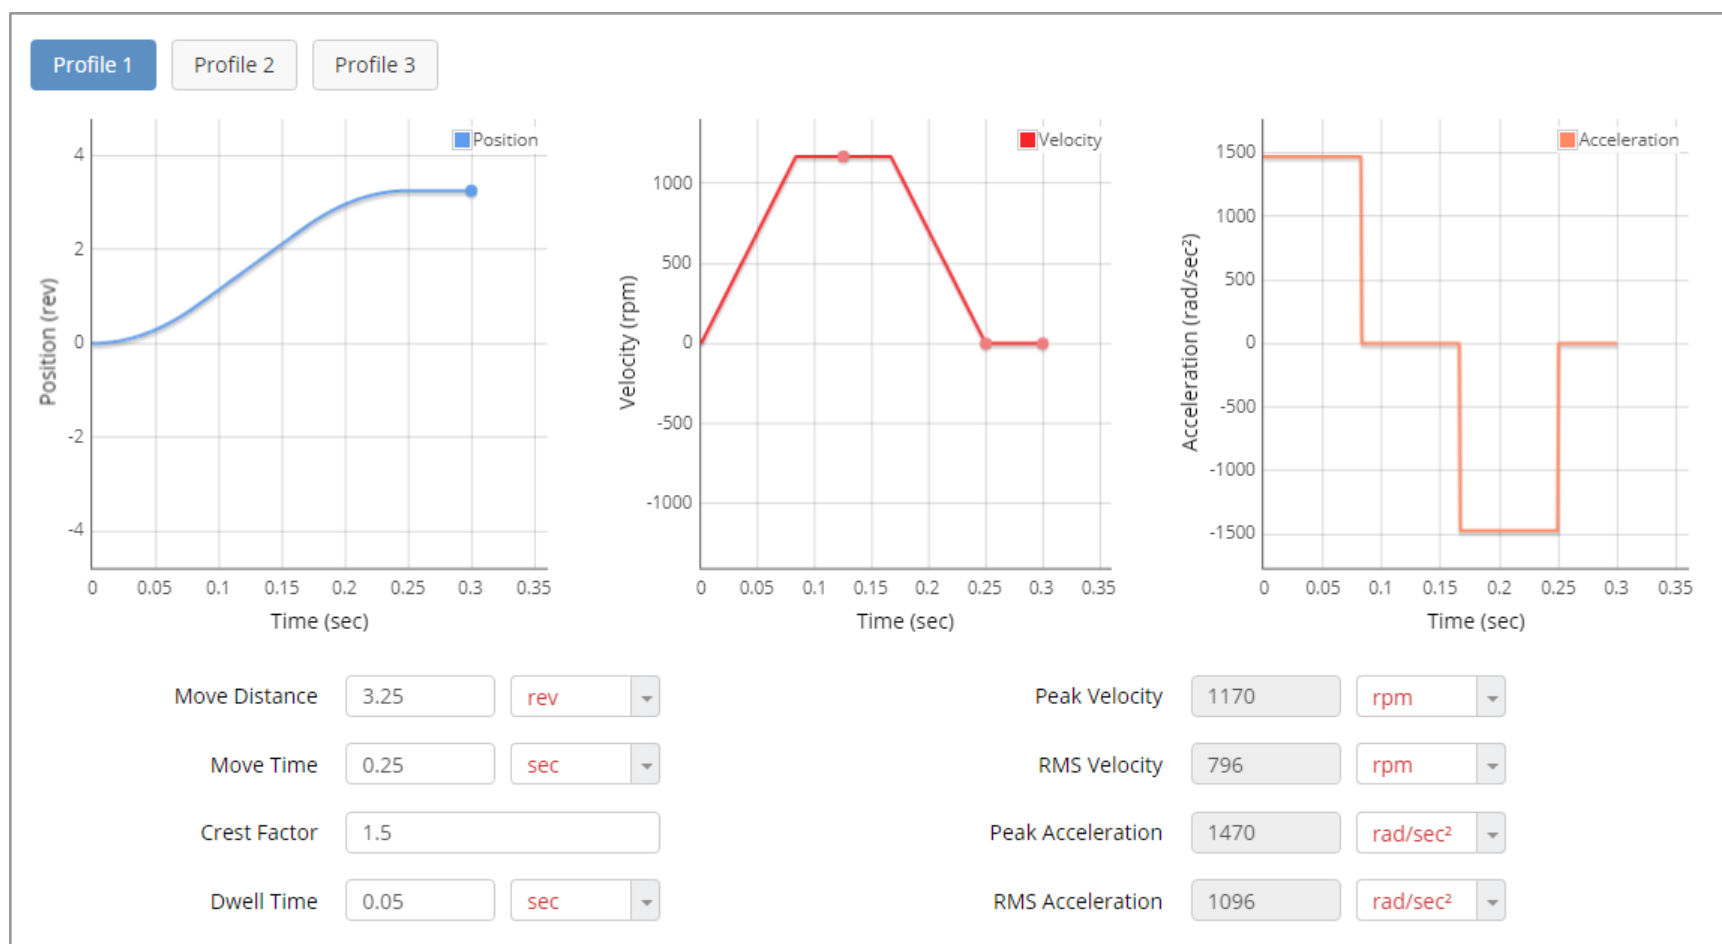 Profile 1 Profile 2 Profile 3
Position
4
2
0
-2
-4
Position (rev)
0 0.05 0.1 0.15 0.2 0.25 0.3 0.35
Time (sec)
Velocity
1000
500
0
-500
-1000
Velocity (rpm)
0 0.05 0.1 0.15 0.2 0.25 0.3 0.35
Time (sec)
Acceleration
1500
1000
500
0
-500
-1000
-1500
Acceleration (rad/sec²)
0 0.05 0.1 0.15 0.2 0.25 0.3 0.35
Time (sec)
Move Distance 3.25 rev
Move Time 0.25 sec
Crest Factor 1.5
Dwell Time 0.05 sec
Peak Velocity 1170 rpm
RMS Velocity 796 rpm
Peak Acceleration 1470 rad/sec²
RMS Acceleration 1096 rad/sec²